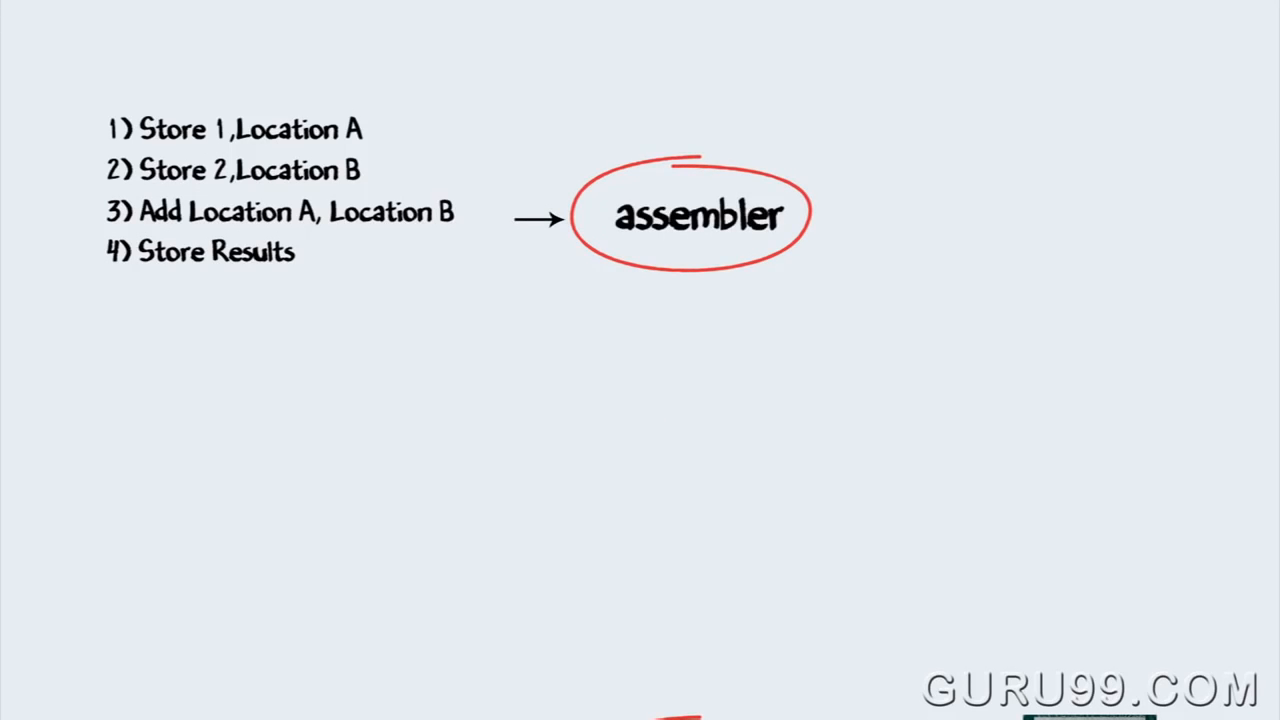 1) Store 1,Location A
2) Store 2,Location B
3) Add Location A, Location B
4) Store Results
assembler
GURU99.COM